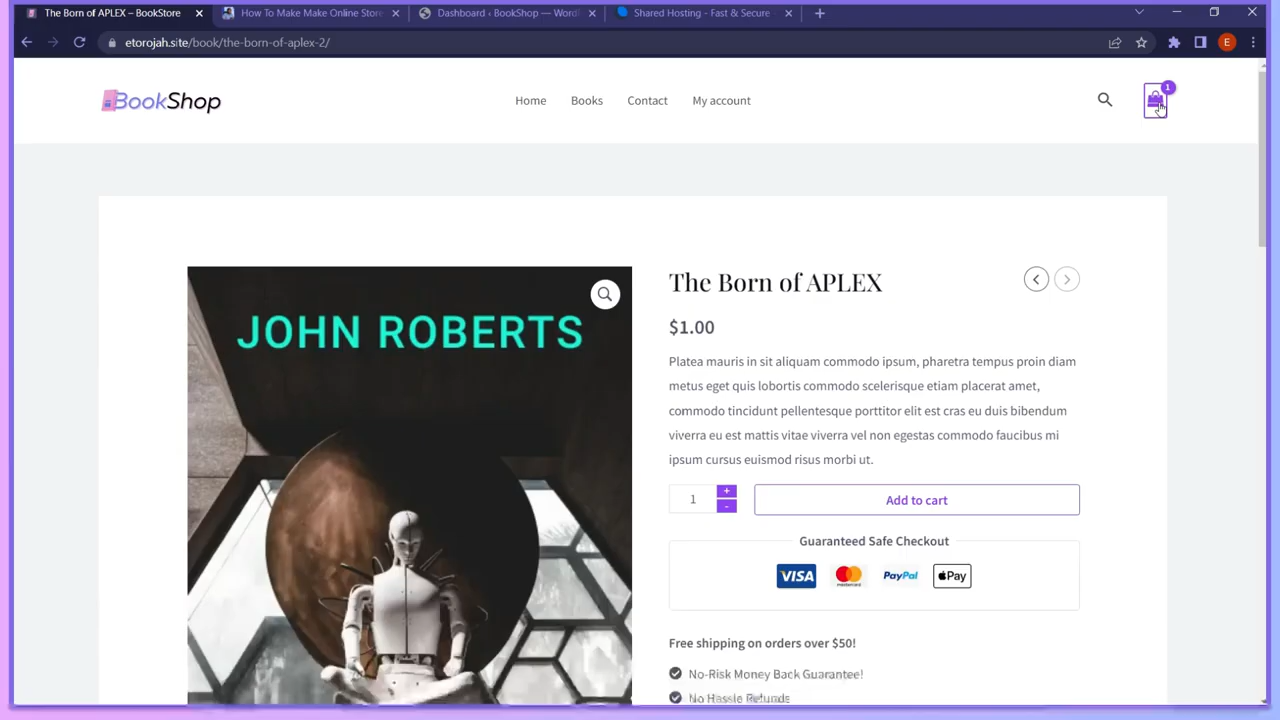 The Born of APLEX – BookStore
How To Make Make Online Store
Dashboard ‹ BookShop — Word
Shared Hosting - Fast & Secure
etorojah.site/book/the-born-of-aplex-2/
E
BookShop
Home
Books
Contact
My account
1
JOHN ROBERTS
The Born of APLEX
$1.00
Platea mauris in sit aliquam commodo ipsum, pharetra tempus proin diam
metus eget quis lobortis commodo scelerisque etiam placerat amet,
commodo tincidunt pellentesque porttitor elit est cras eu duis bibendum
viverra eu est mattis vitae viverra vel non egestas commodo faucibus mi
ipsum cursus euismod risus morbi ut.
1
+
-
Add to cart
Guaranteed Safe Checkout
VISA
mastercard
PayPal
Pay
Free shipping on orders over $50!
No-Risk Money Back Guarantee!
No Hassle Refunds